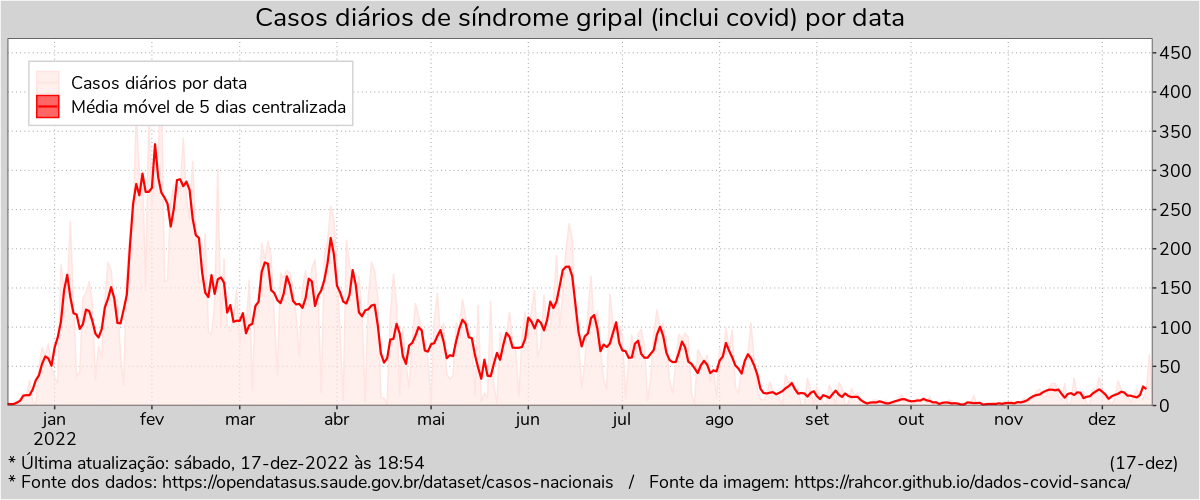 Casos diários de síndrome gripal (inclui covid) por data
Casos diários por data
Média móvel de 5 dias centralizada
450
400
350
300
250
200
150
100
50
0
jan fev mar abr mai jun jul ago set out nov dez
2022
* Última atualização: sábado, 17-dez-2022 às 18:54 (17-dez)
* Fonte dos dados: https://opendatasus.saude.gov.br/dataset/casos-nacionais / Fonte da imagem: https://rahcor.github.io/dados-covid-sanca/